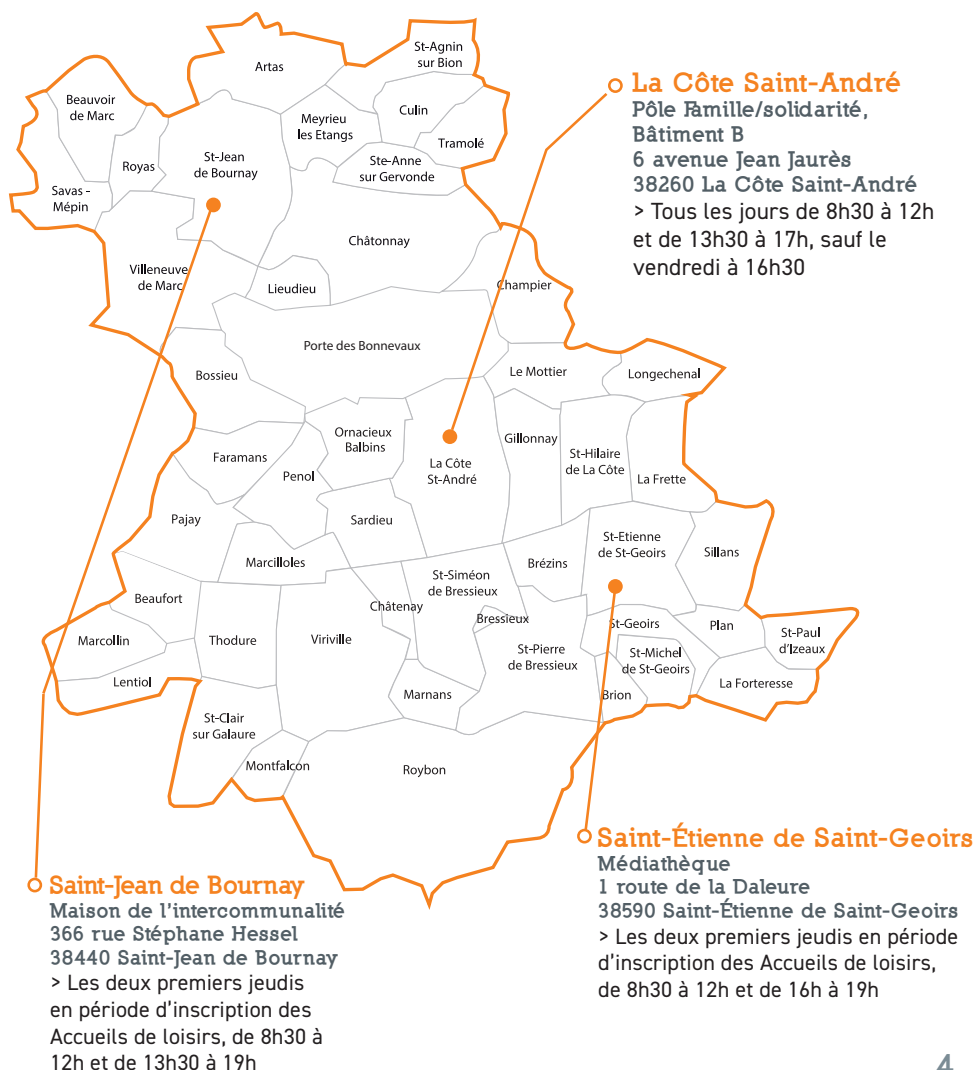 St-Agnin
sur Bion
Artas
Beauvoir
de Marc
Culin
Meyrieu
les Etangs
Tramolé
Royas
St-Jean
de Bournay
Ste-Anne
sur Gervonde
Savas -
Mépin
Châtonnay
Villeneuve
de Marc
Lieudieu
Champier
Porte des Bonnevaux
Le Mottier
Longechenal
Bossieu
Ornacieux
Balbins
Gillonnay
Faramans
La Côte
St-André
St-Hilaire
de La Côte
Penol
La Frette
Pajay
Sardieu
St-Etienne
de St-Geoirs
Sillans
Marcilloles
Brézins
St-Siméon
de Bressieux
Beaufort
Châtenay
Bressieux
St-Geoirs
Plan
Marcollin
Thodure
Viriville
St-Pierre
de Bressieux
St-Michel
de St-Geoirs
St-Paul
d'Izeaux
Lentiol
Marnans
Brion
La Forteresse
St-Clair
sur Galaure
Montfalcon
Roybon
La Côte Saint-André
Pôle Famille/solidarité,
Bâtiment B
6 avenue Jean Jaurès
38260 La Côte Saint-André
> Tous les jours de 8h30 à 12h
et de 13h30 à 17h, sauf le
vendredi à 16h30
Saint-Étienne de Saint-Geoirs
Médiathèque
1 route de la Daleure
38590 Saint-Étienne de Saint-Geoirs
> Les deux premiers jeudis en période
d'inscription des Accueils de loisirs,
de 8h30 à 12h et de 16h à 19h
Saint-Jean de Bournay
Maison de l'intercommunalité
366 rue Stéphane Hessel
38440 Saint-Jean de Bournay
> Les deux premiers jeudis
en période d'inscription des
Accueils de loisirs, de 8h30 à
12h et de 13h30 à 19h
4